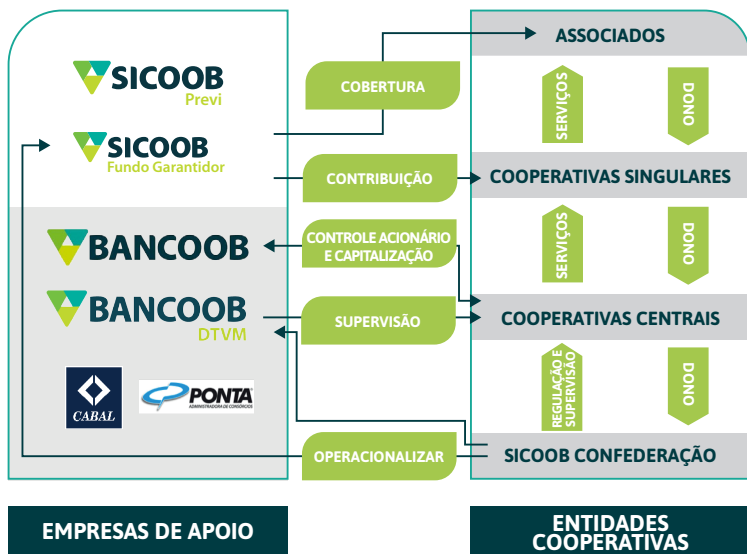 SICOOB
Previ
SICOOB
Fundo Garantidor
BANCOOB
BANCOOB
DTVM
CABAL
PONTA
ADMINISTRADORA DE CONSÓRCIOS
COBERTURA
CONTRIBUIÇÃO
CONTROLE ACIONÁRIO
E CAPITALIZAÇÃO
SUPERVISÃO
OPERACIONALIZAR
ASSOCIADOS
SERVIÇOS
DONO
COOPERATIVAS SINGULARES
SERVIÇOS
DONO
COOPERATIVAS CENTRAIS
REGULAÇÃO E
SUPERVISÃO
DONO
SICOOB CONFEDERAÇÃO
EMPRESAS DE APOIO
ENTIDADES
COOPERATIVAS